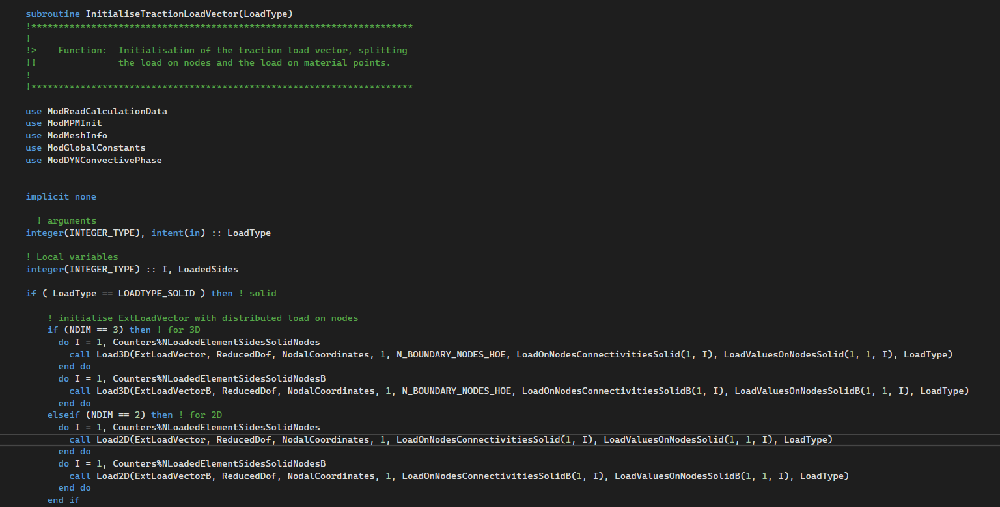 subroutine InitialiseTractionLoadVector(LoadType)
!**********************************************************************
!
!>    Function:  Initialisation of the traction load vector, splitting
!!               the load on nodes and the load on material points.
!
!**********************************************************************
use ModReadCalculationData
use ModMPMInit
use ModMeshInfo
use ModGlobalConstants
use ModDYNConvectivePhase
implicit none
  ! arguments
integer(INTEGER_TYPE), intent(in) :: LoadType
! Local variables
integer(INTEGER_TYPE) :: I, LoadedSides
if ( LoadType == LOADTYPE_SOLID ) then ! solid
    ! initialise ExtLoadVector with distributed load on nodes
    if (NDIM == 3) then ! for 3D
      do I = 1, Counters%NLoadedElementSidesSolidNodes
        call Load3D(ExtLoadVector, ReducedDof, NodalCoordinates, 1, N_BOUNDARY_NODES_HOE, LoadOnNodesConnectivitiesSolid(1, I), LoadValuesOnNodesSolid(1, 1, I), LoadType)
      end do
      do I = 1, Counters%NLoadedElementSidesSolidNodesB
        call Load3D(ExtLoadVectorB, ReducedDof, NodalCoordinates, 1, N_BOUNDARY_NODES_HOE, LoadOnNodesConnectivitiesSolidB(1, I), LoadValuesOnNodesSolidB(1, 1, I), LoadType)
      end do
    elseif (NDIM == 2) then ! for 2D
      do I = 1, Counters%NLoadedElementSidesSolidNodes
        call Load2D(ExtLoadVector, ReducedDof, NodalCoordinates, 1, LoadOnNodesConnectivitiesSolid(1, I), LoadValuesOnNodesSolid(1, 1, I), LoadType)
      end do
      do I = 1, Counters%NLoadedElementSidesSolidNodesB
        call Load2D(ExtLoadVectorB, ReducedDof, NodalCoordinates, 1, LoadOnNodesConnectivitiesSolidB(1, I), LoadValuesOnNodesSolidB(1, 1, I), LoadType)
      end do
    end if